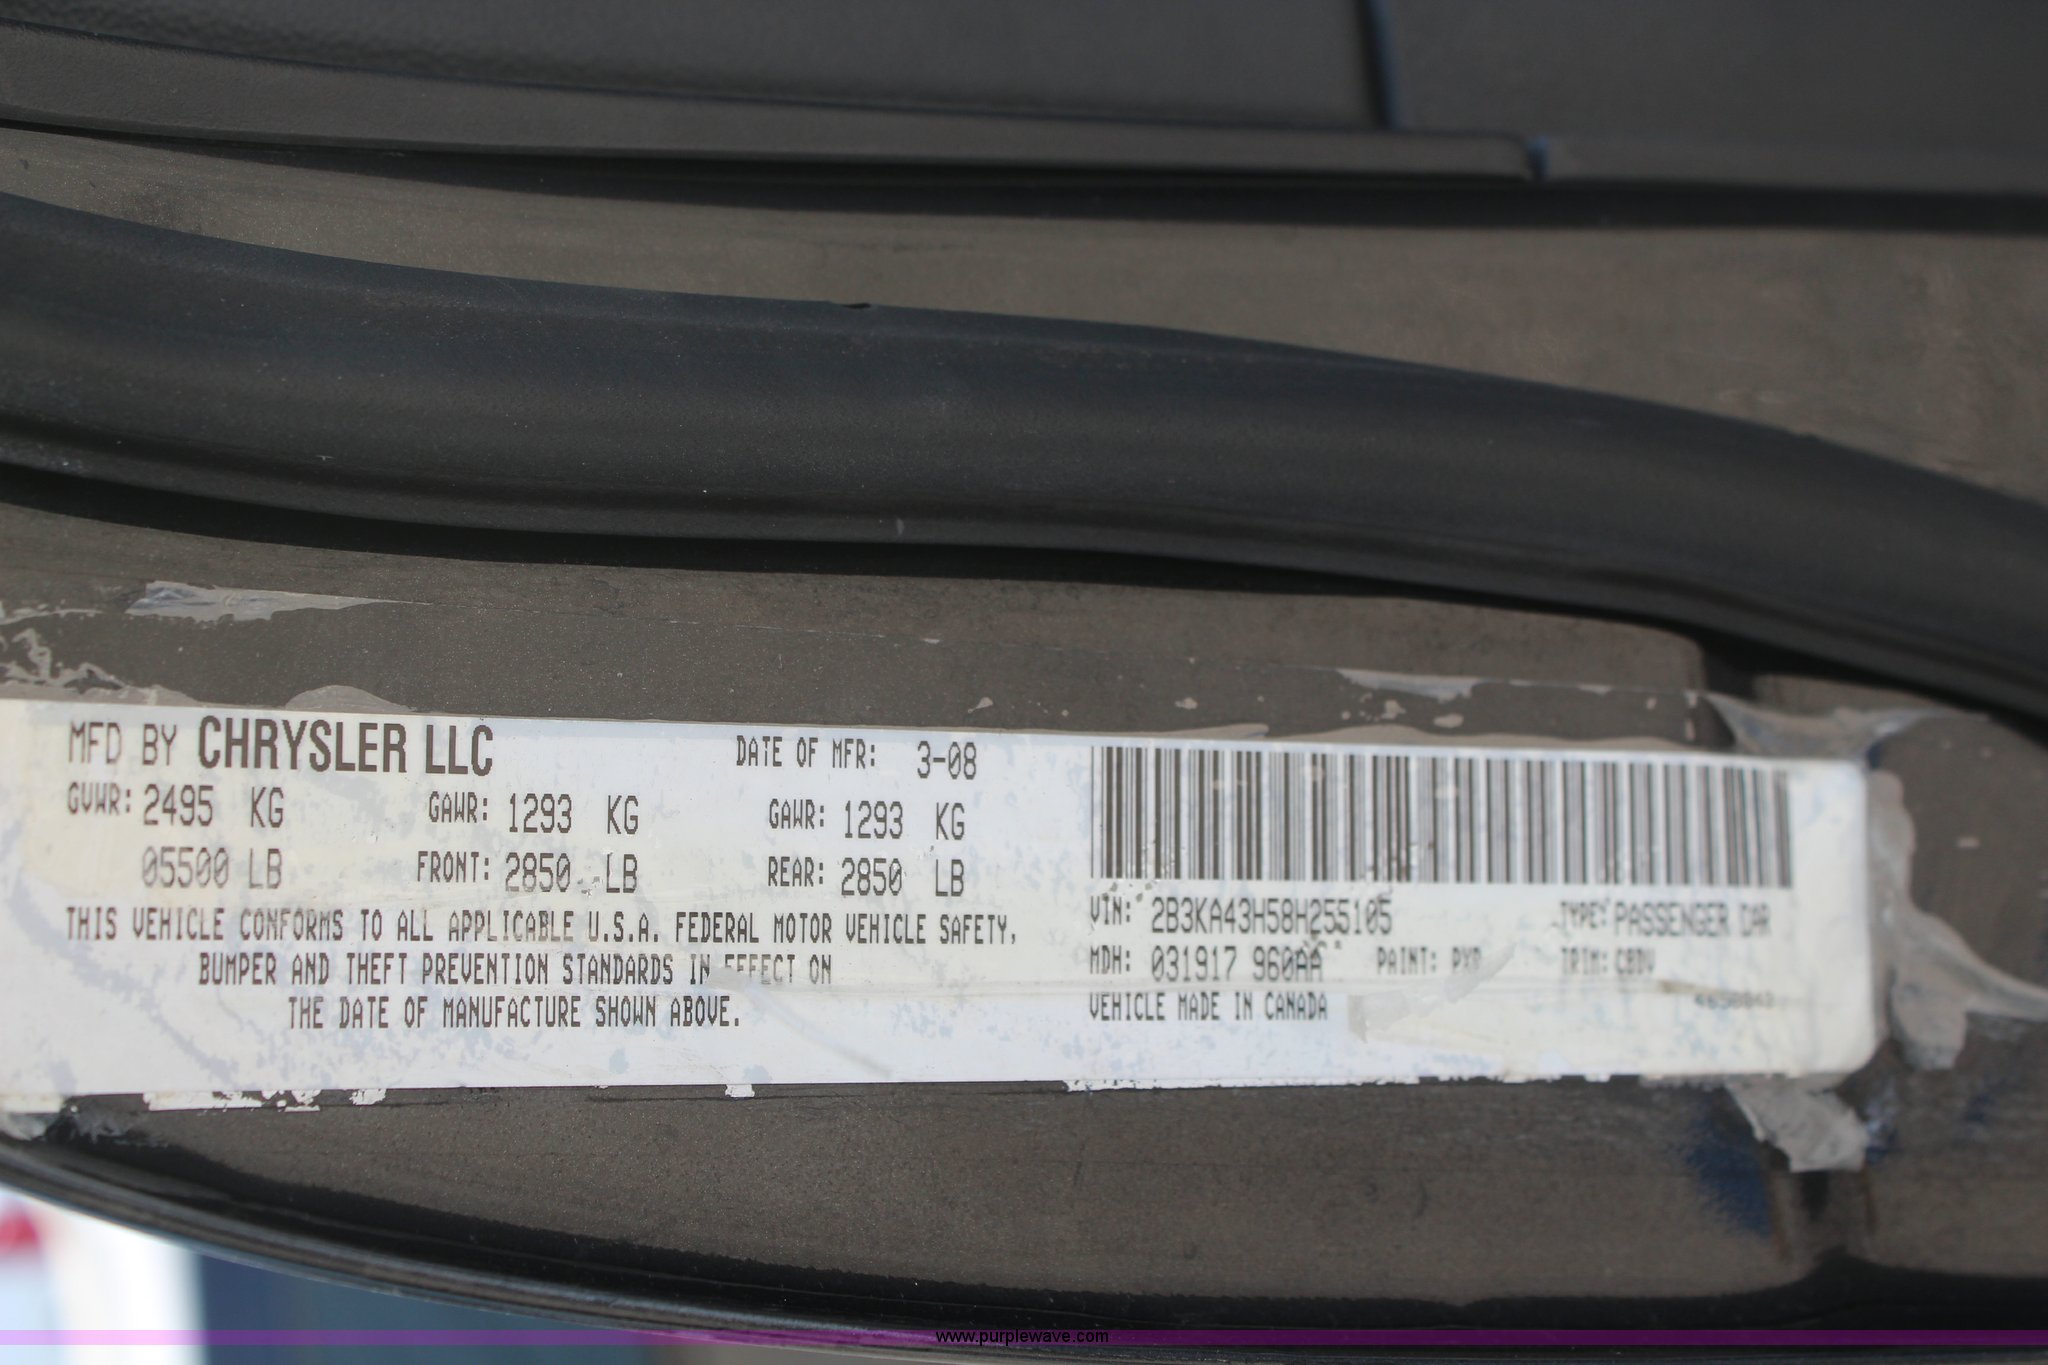 MFD BY CHRYSLER LLC DATE OF MFR: 3-08
GVWR: 2495 KG GAWR: 1293 KG GAWR: 1293 KG
05500 LB FRONT: 2850 LB REAR: 2850 LB
THIS VEHICLE CONFORMS TO ALL APPLICABLE U.S.A. FEDERAL MOTOR VEHICLE SAFETY,
BUMPER AND THEFT PREVENTION STANDARDS IN EFFECT ON
THE DATE OF MANUFACTURE SHOWN ABOVE.
VIN: 2B3KA43H58H255105 TYPE: PASSENGER CAR
MDH: 031917 960AA PAINT: TRIM:
VEHICLE MADE IN CANADA
www.purplewave.com